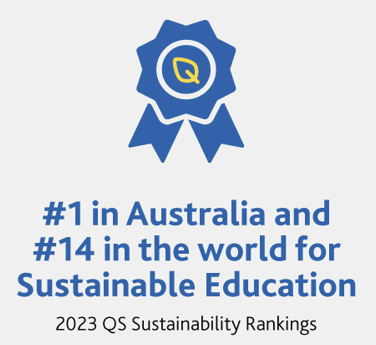 #1 in Australia and
#14 in the world for
Sustainable Education
2023 QS Sustainability Rankings